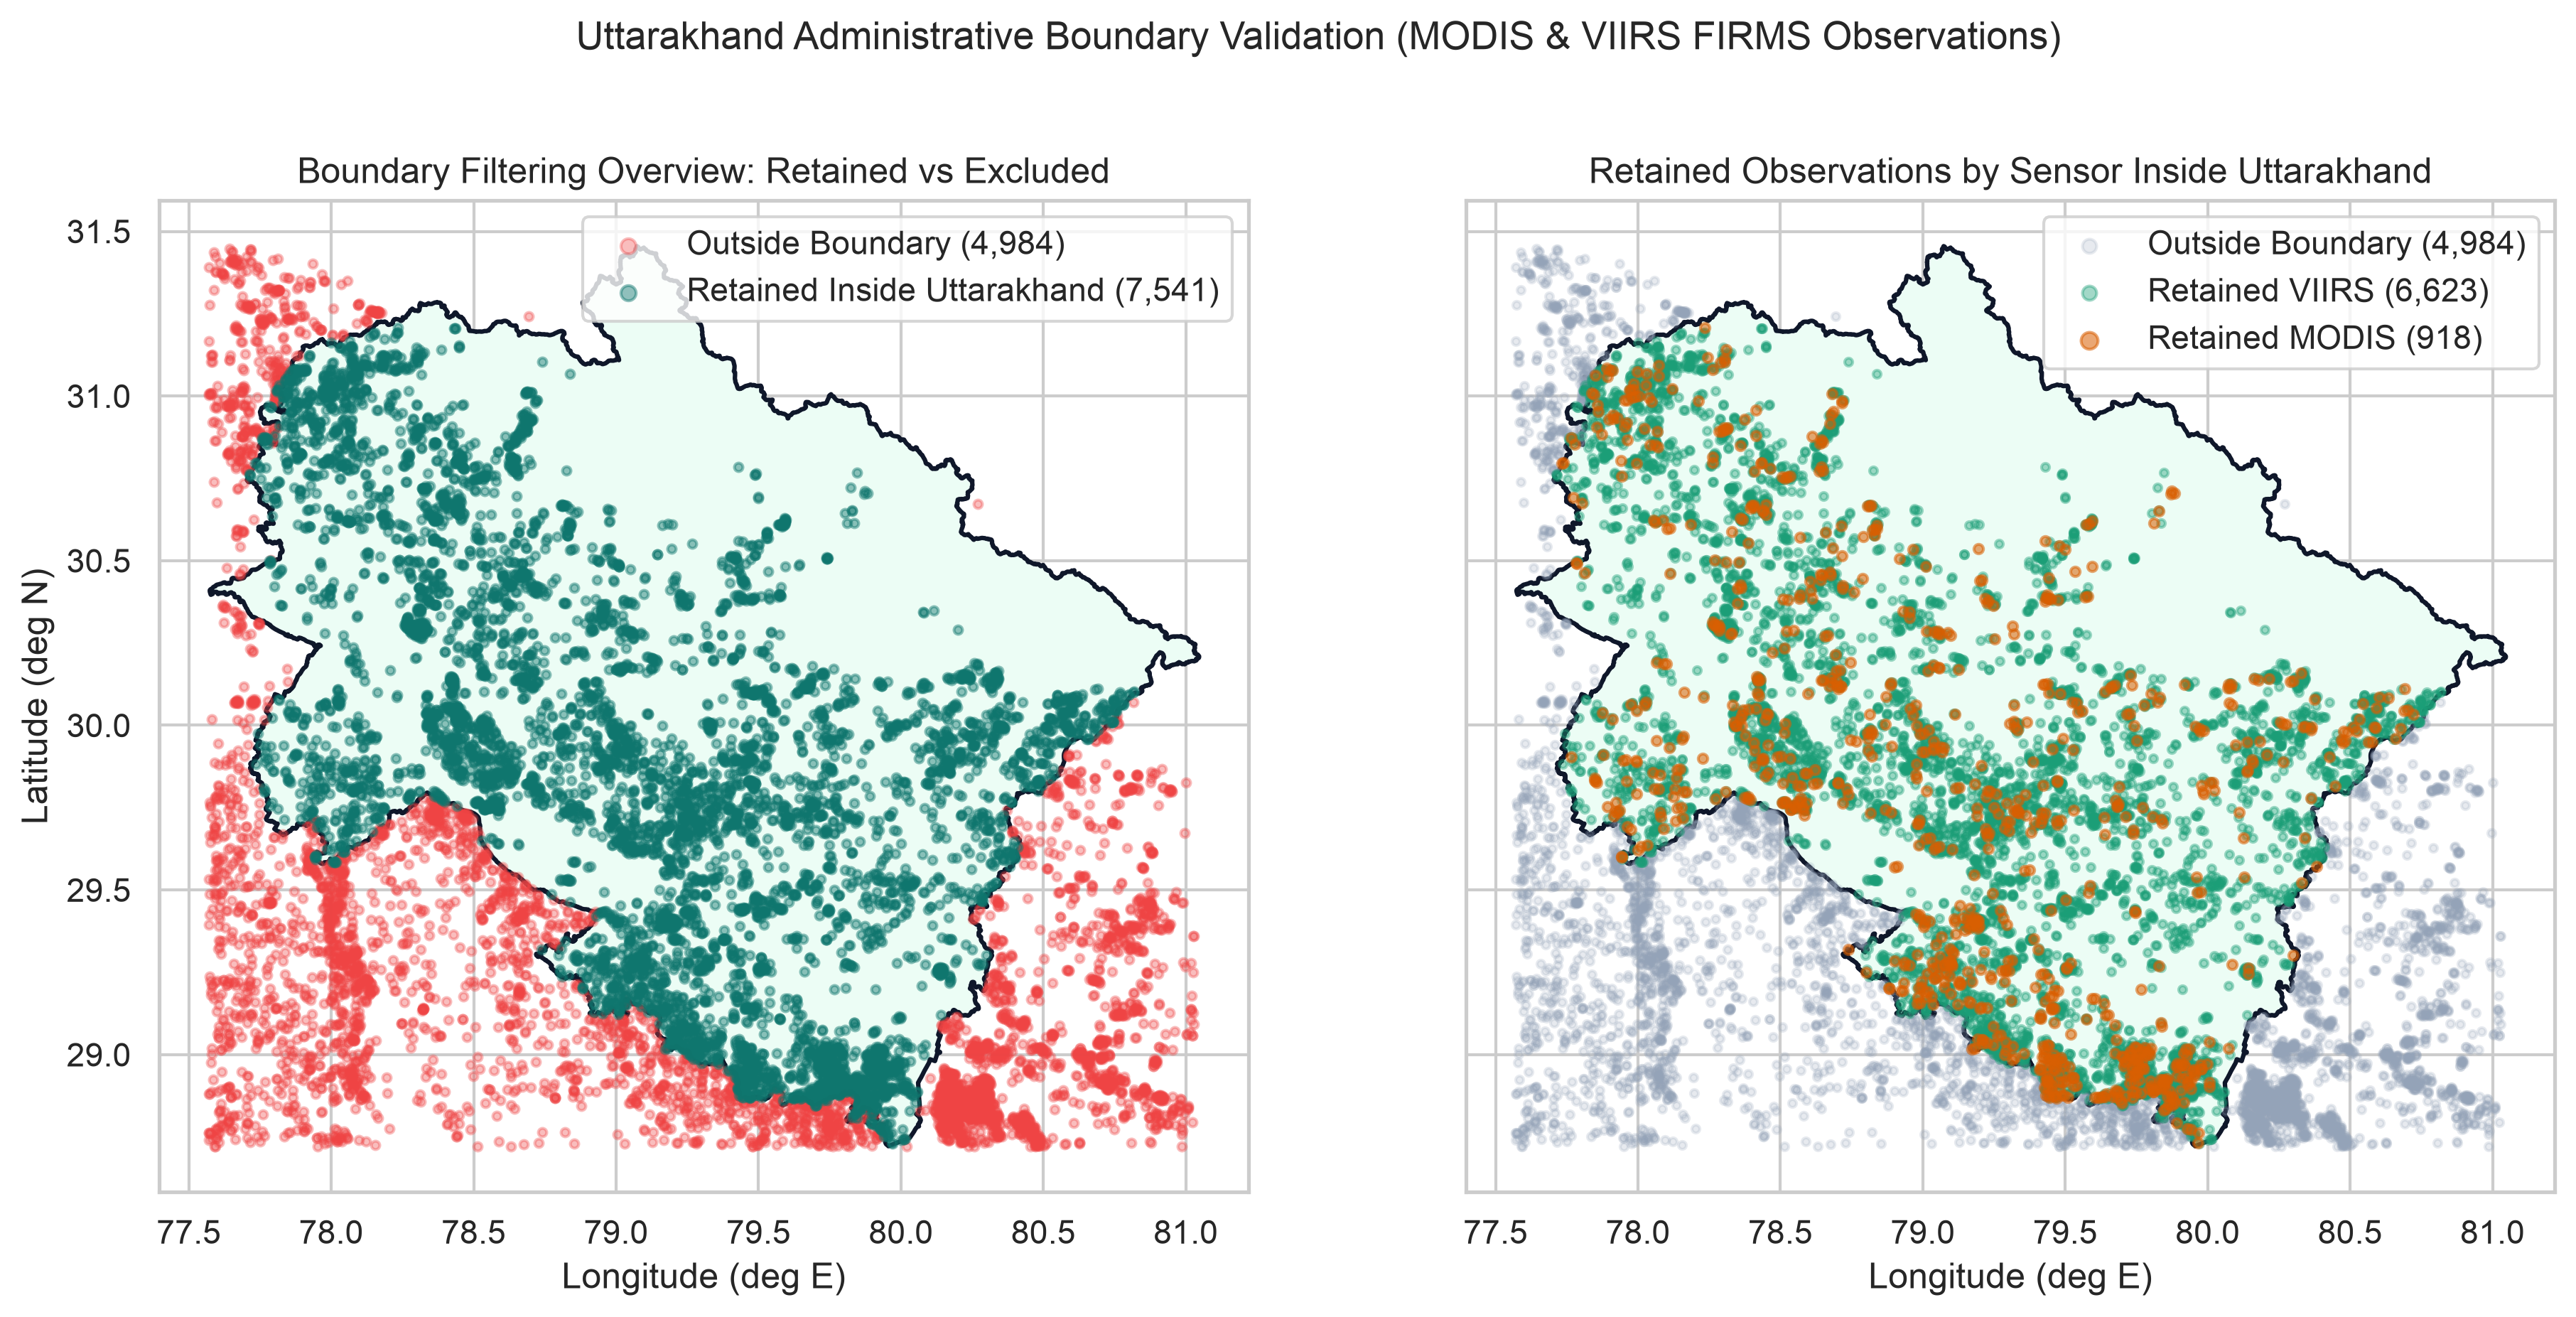 Uttarakhand Administrative Boundary Validation (MODIS & VIIRS FIRMS Observations)
Boundary Filtering Overview: Retained vs Excluded
Outside Boundary (4,984)
Retained Inside Uttarakhand (7,541)
31.5
31.0
30.5
30.0
29.5
29.0
Latitude (deg N)
77.5 78.0 78.5 79.0 79.5 80.0 80.5 81.0
Longitude (deg E)
Retained Observations by Sensor Inside Uttarakhand
Outside Boundary (4,984)
Retained VIIRS (6,623)
Retained MODIS (918)
77.5 78.0 78.5 79.0 79.5 80.0 80.5 81.0
Longitude (deg E)